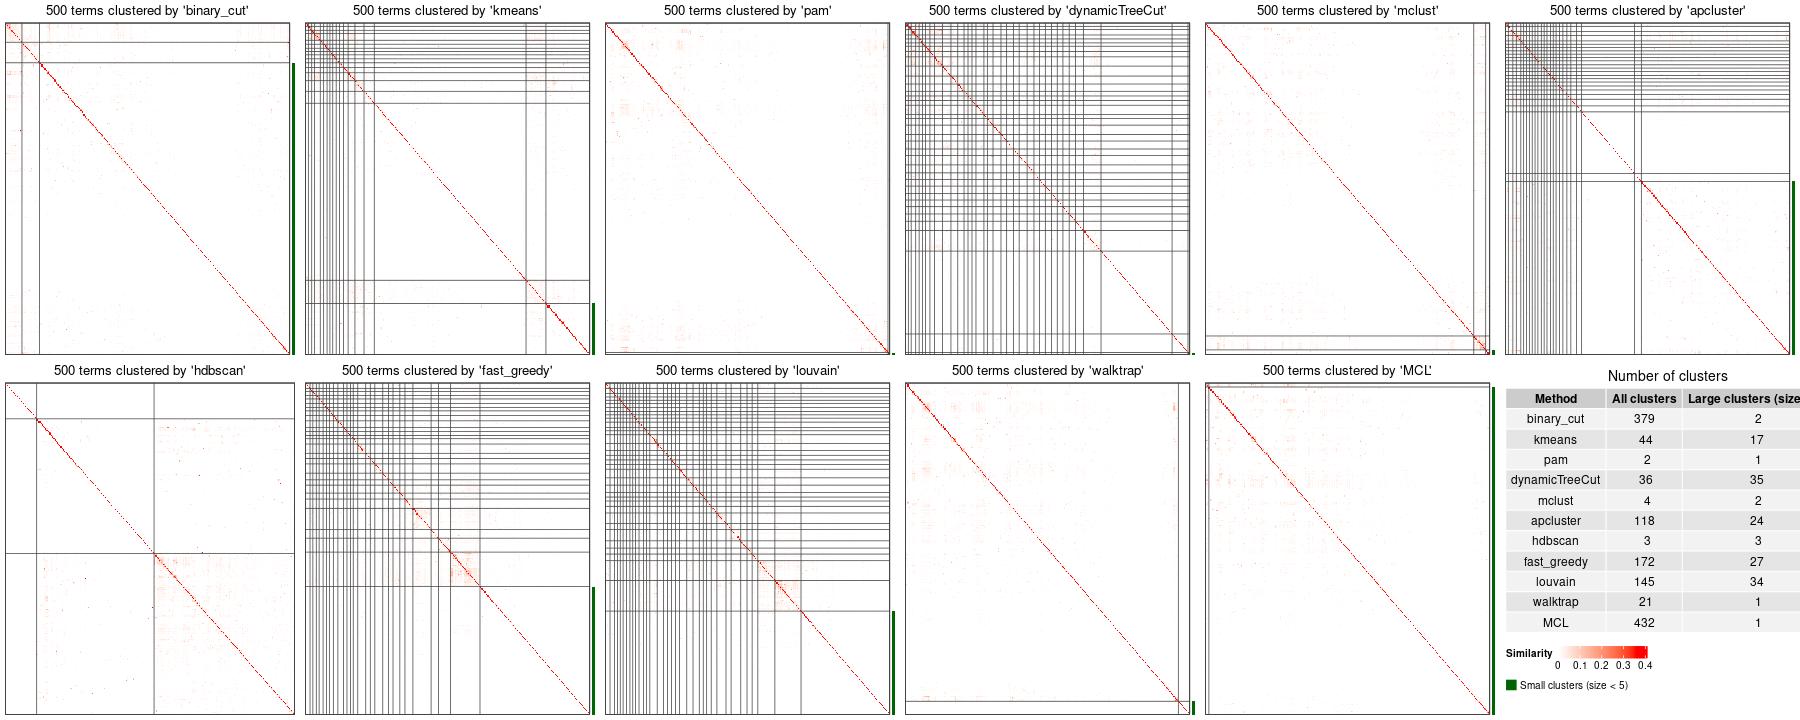 500 terms clustered by 'binary_cut'
500 terms clustered by 'kmeans'
500 terms clustered by 'pam'
500 terms clustered by 'dynamicTreeCut'
500 terms clustered by 'mclust'
500 terms clustered by 'apcluster'
500 terms clustered by 'hdbscan'
500 terms clustered by 'fast_greedy'
500 terms clustered by 'louvain'
500 terms clustered by 'walktrap'
500 terms clustered by 'MCL'
Number of clusters
Method All clusters Large clusters (size
binary_cut 379 2
kmeans 44 17
pam 2 1
dynamicTreeCut 36 35
mclust 4 2
apcluster 118 24
hdbscan 3 3
fast_greedy 172 27
louvain 145 34
walktrap 21 1
MCL 432 1
Similarity
0 0.1 0.2 0.3 0.4
Small clusters (size < 5)